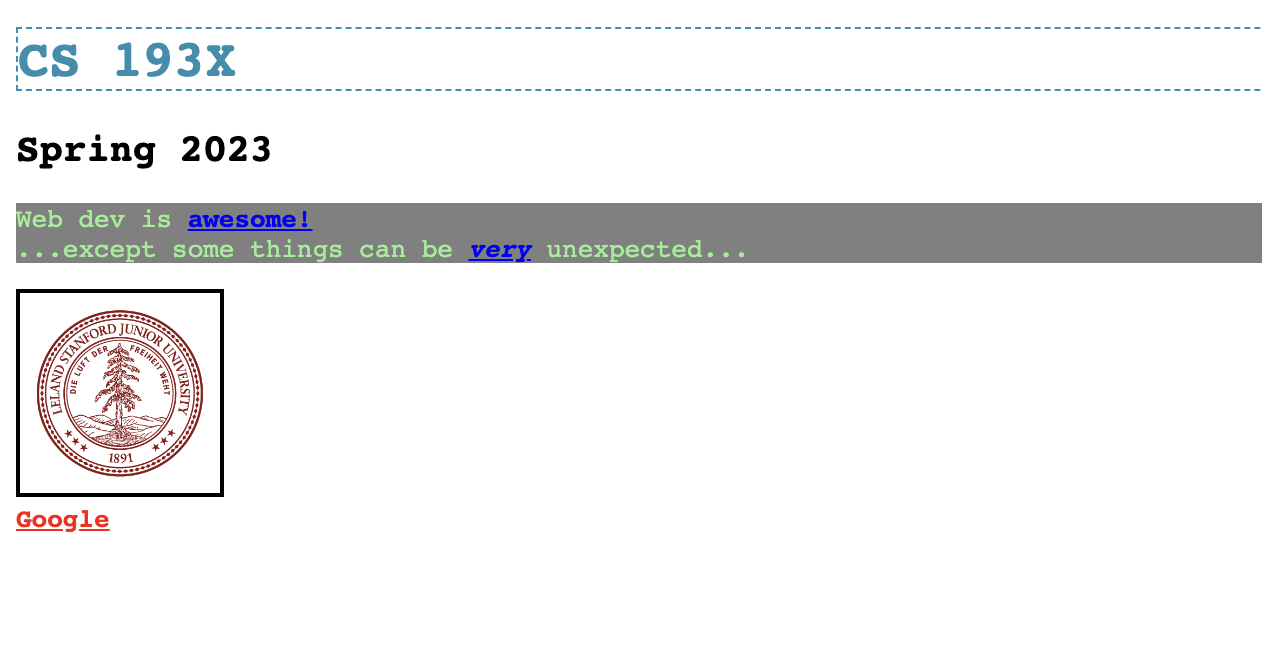 CS 193X
Spring 2023
Web dev is awesome!
...except some things can be very unexpected...
LELAND STANFORD JUNIOR UNIVERSITY
DIE LUFT DER FREIHEIT WEHT
1891
Google